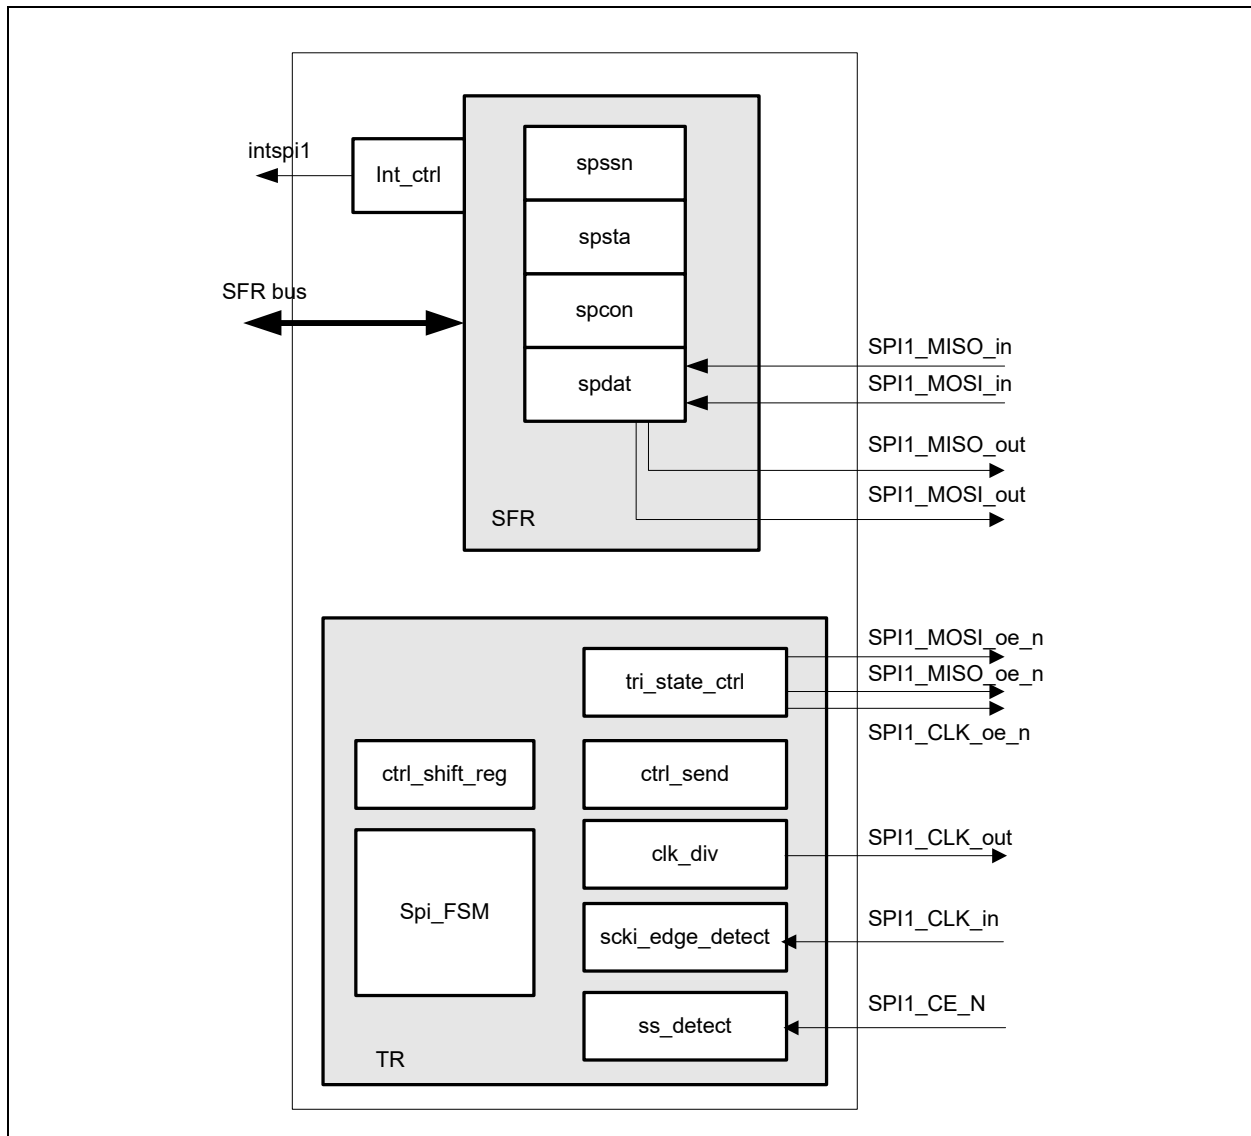 intspi1
Int_ctrl
spssn
spsta
SFR bus
spcon
spdat
SPI1_MISO_in
SPI1_MOSI_in
SPI1_MISO_out
SPI1_MOSI_out
SFR
SPI1_MOSI_oe_n
tri_state_ctrl
SPI1_MISO_oe_n
SPI1_CLK_oe_n
ctrl_shift_reg
ctrl_send
clk_div
SPI1_CLK_out
Spi_FSM
scki_edge_detect
SPI1_CLK_in
ss_detect
SPI1_CE_N
TR